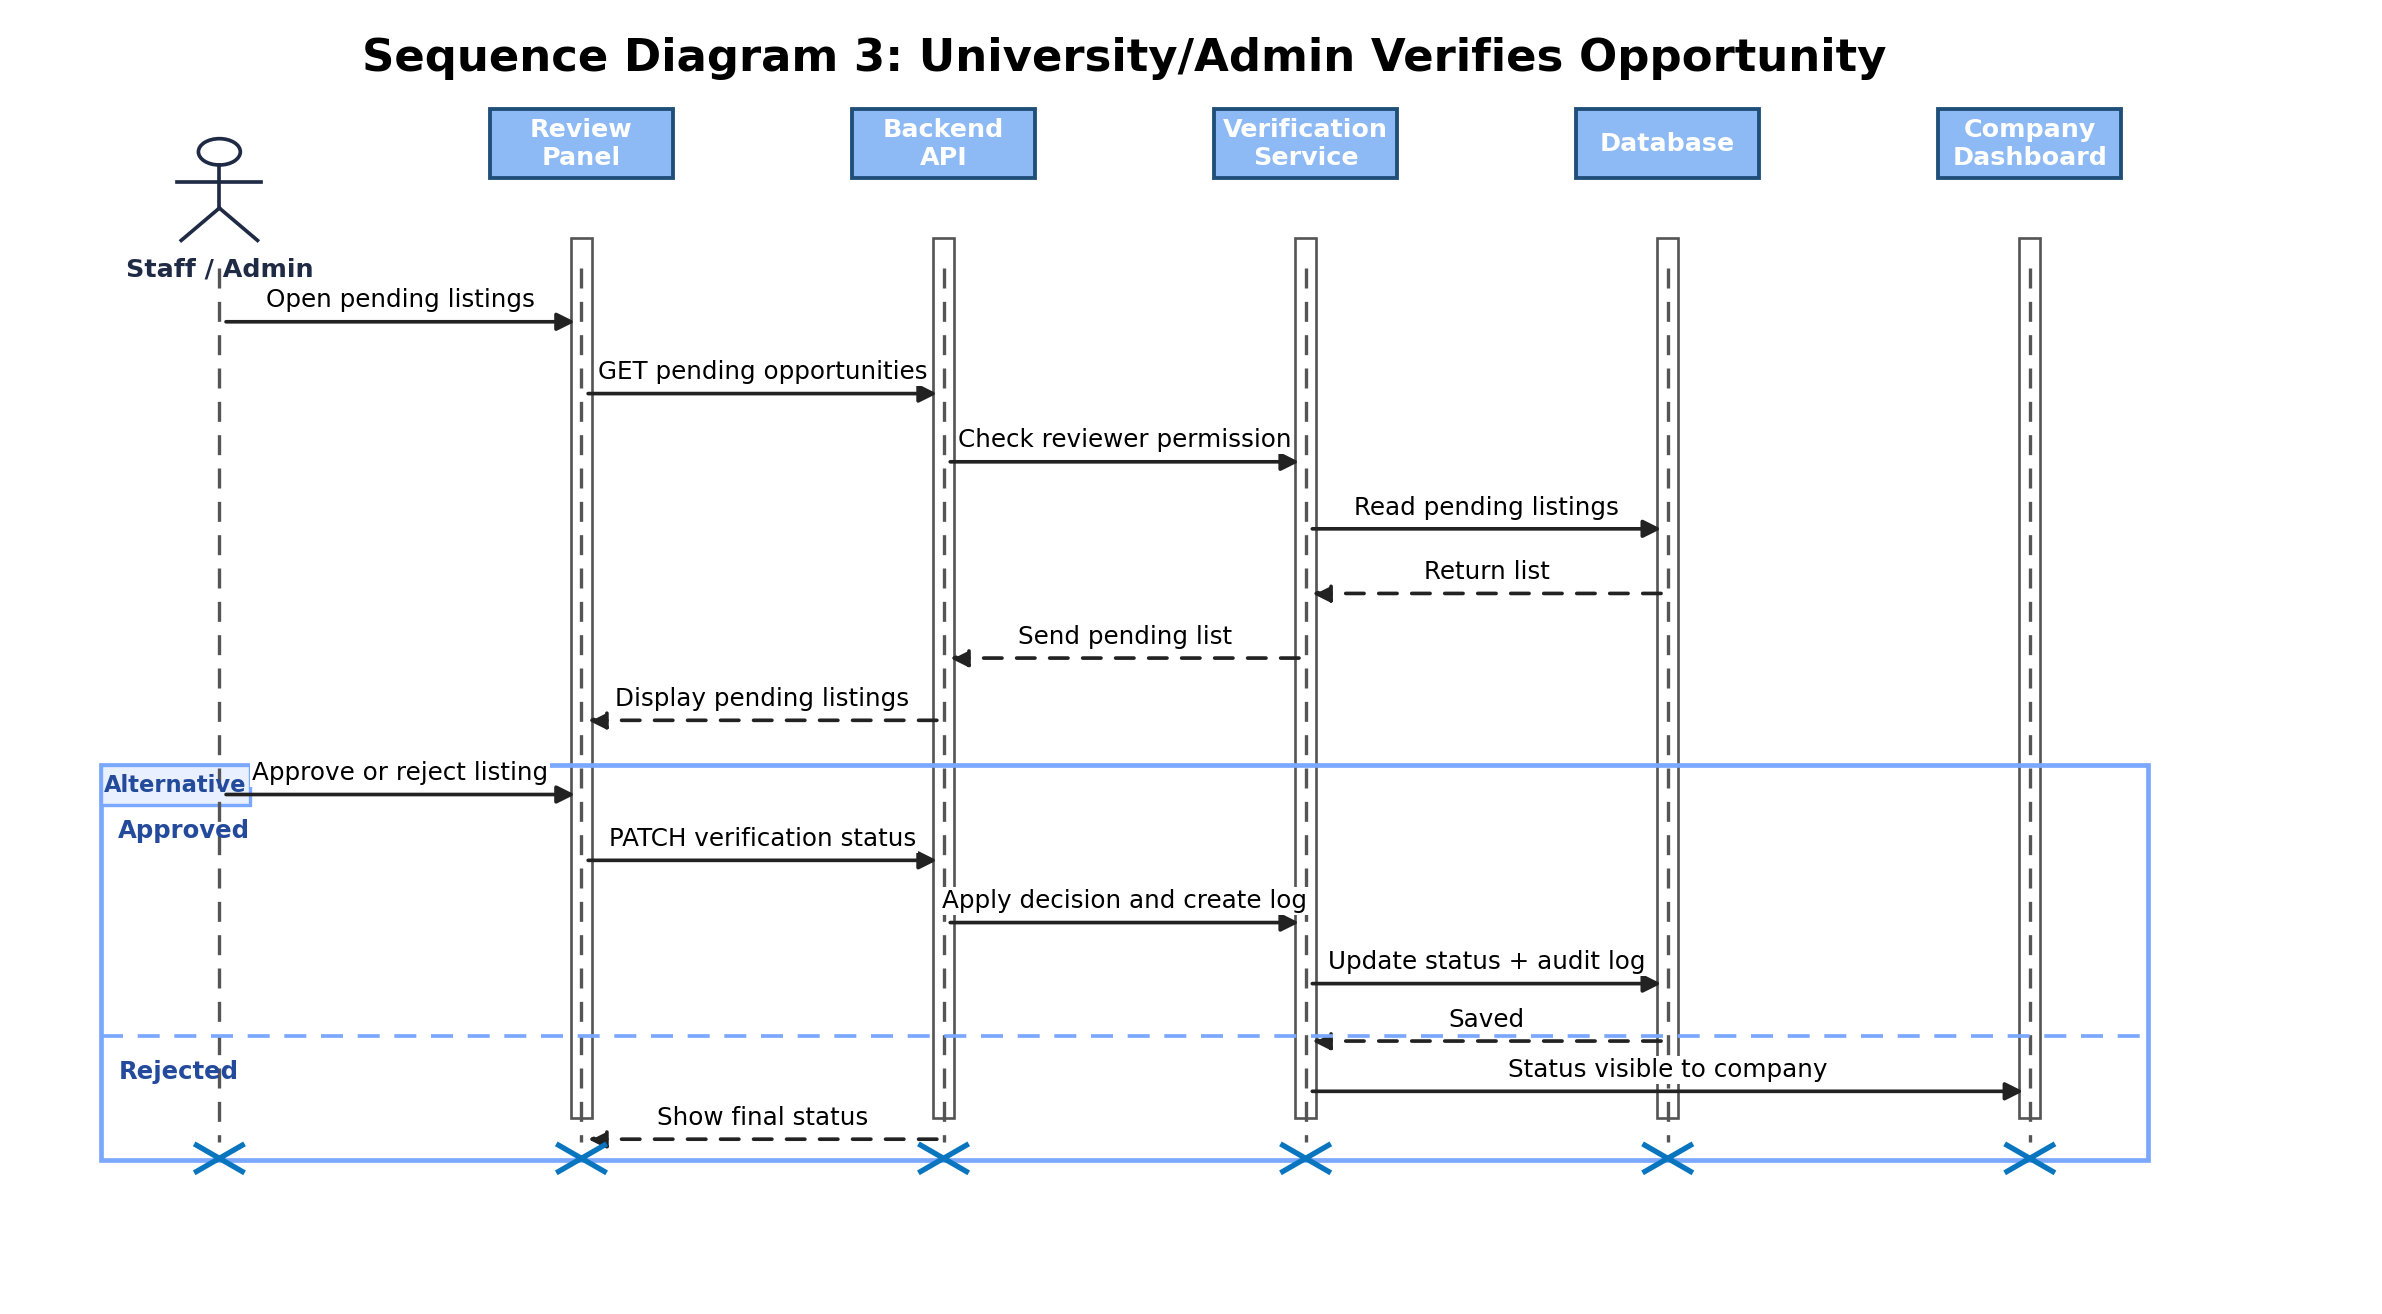 Sequence Diagram 3: University/Admin Verifies Opportunity
Review
Panel
Backend
API
Verification
Service
Database
Company
Dashboard
Staff / Admin
Open pending listings
GET pending opportunities
Check reviewer permission
Read pending listings
Return list
Send pending list
Display pending listings
Alternative
Approve or reject listing
Approved
PATCH verification status
Apply decision and create log
Update status + audit log
Saved
Rejected
Status visible to company
Show final status